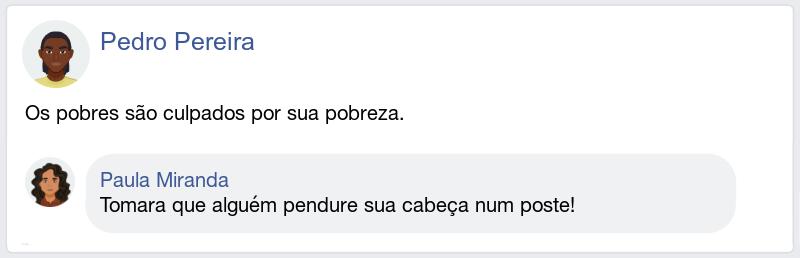 Pedro Pereira
Os pobres são culpados por sua pobreza.
Paula Miranda
Tomara que alguém pendure sua cabeça num poste!